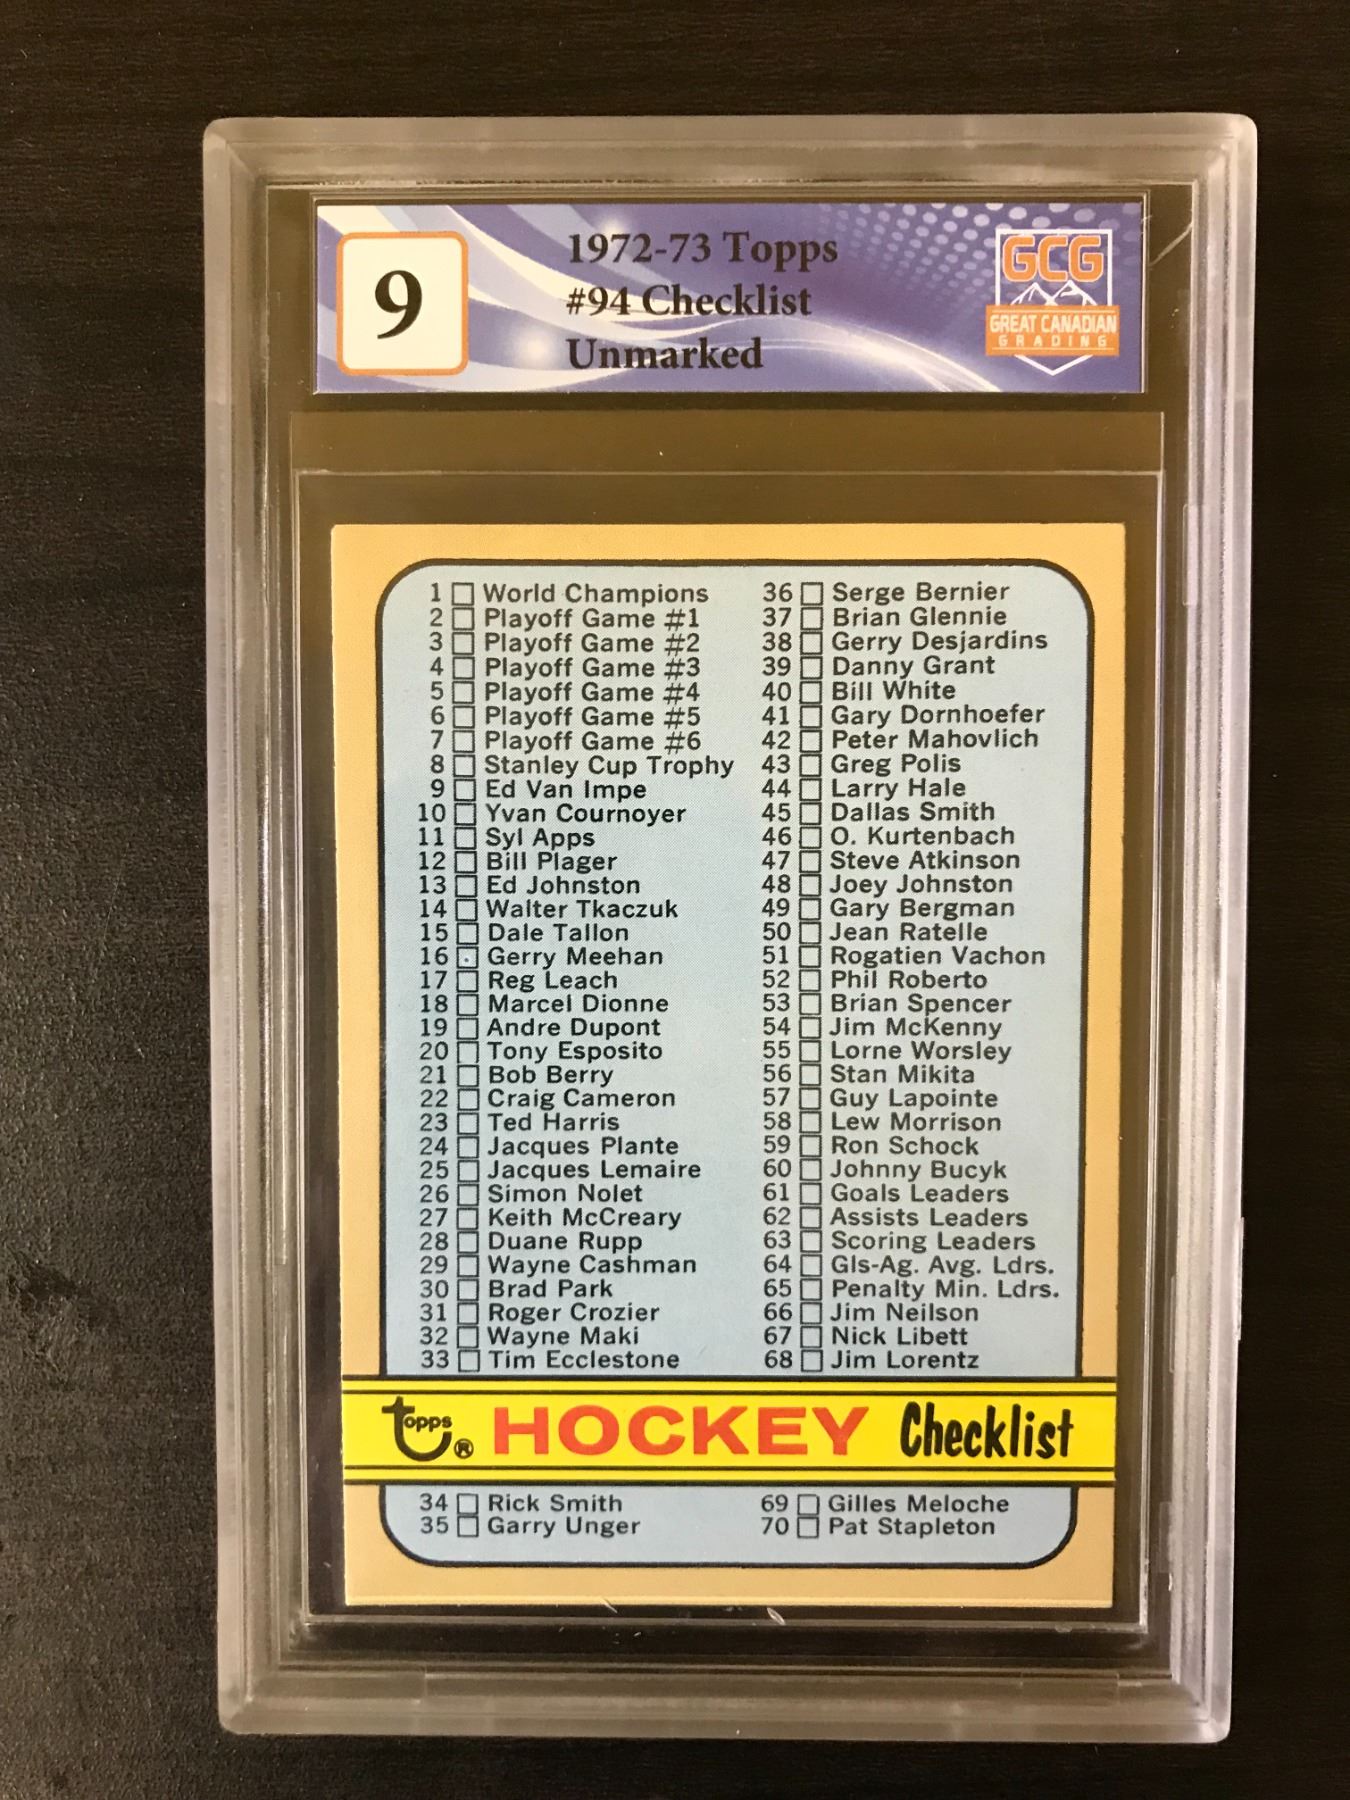 9
1972-73 Topps
#94 Checklist
Unmarked
GCG
GREAT CANADIAN
GRADING
1 World Champions
2 Playoff Game #1
3 Playoff Game #2
4 Playoff Game #3
5 Playoff Game #4
6 Playoff Game #5
7 Playoff Game #6
8 Stanley Cup Trophy
9 Ed Van Impe
10 Yvan Cournoyer
11 Syl Apps
12 Bill Plager
13 Ed Johnston
14 Walter Tkaczuk
15 Dale Tallon
16 Gerry Meehan
17 Reg Leach
18 Marcel Dionne
19 Andre Dupont
20 Tony Esposito
21 Bob Berry
22 Craig Cameron
23 Ted Harris
24 Jacques Plante
25 Jacques Lemaire
26 Simon Nolet
27 Keith McCreary
28 Duane Rupp
29 Wayne Cashman
30 Brad Park
31 Roger Crozier
32 Wayne Maki
33 Tim Ecclestone
36 Serge Bernier
37 Brian Glennie
38 Gerry Desjardins
39 Danny Grant
40 Bill White
41 Gary Dornhoefer
42 Peter Mahovlich
43 Greg Polis
44 Larry Hale
45 Dallas Smith
46 O. Kurtenbach
47 Steve Atkinson
48 Joey Johnston
49 Gary Bergman
50 Jean Ratelle
51 Rogatien Vachon
52 Phil Roberto
53 Brian Spencer
54 Jim McKenny
55 Lorne Worsley
56 Stan Mikita
57 Guy Lapointe
58 Lew Morrison
59 Ron Schock
60 Johnny Bucyk
61 Goals Leaders
62 Assists Leaders
63 Scoring Leaders
64 Gls-Ag. Avg. Ldrs.
65 Penalty Min. Ldrs.
66 Jim Neilson
67 Nick Libett
68 Jim Lorentz
Topps ® HOCKEY Checklist
34 Rick Smith
35 Garry Unger
69 Gilles Meloche
70 Pat Stapleton